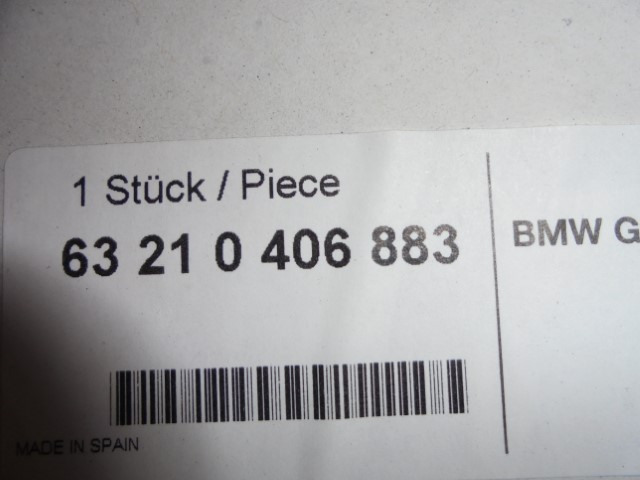 1 Stück / Piece
63 21 0 406 883
BMW G
MADE IN SPAIN